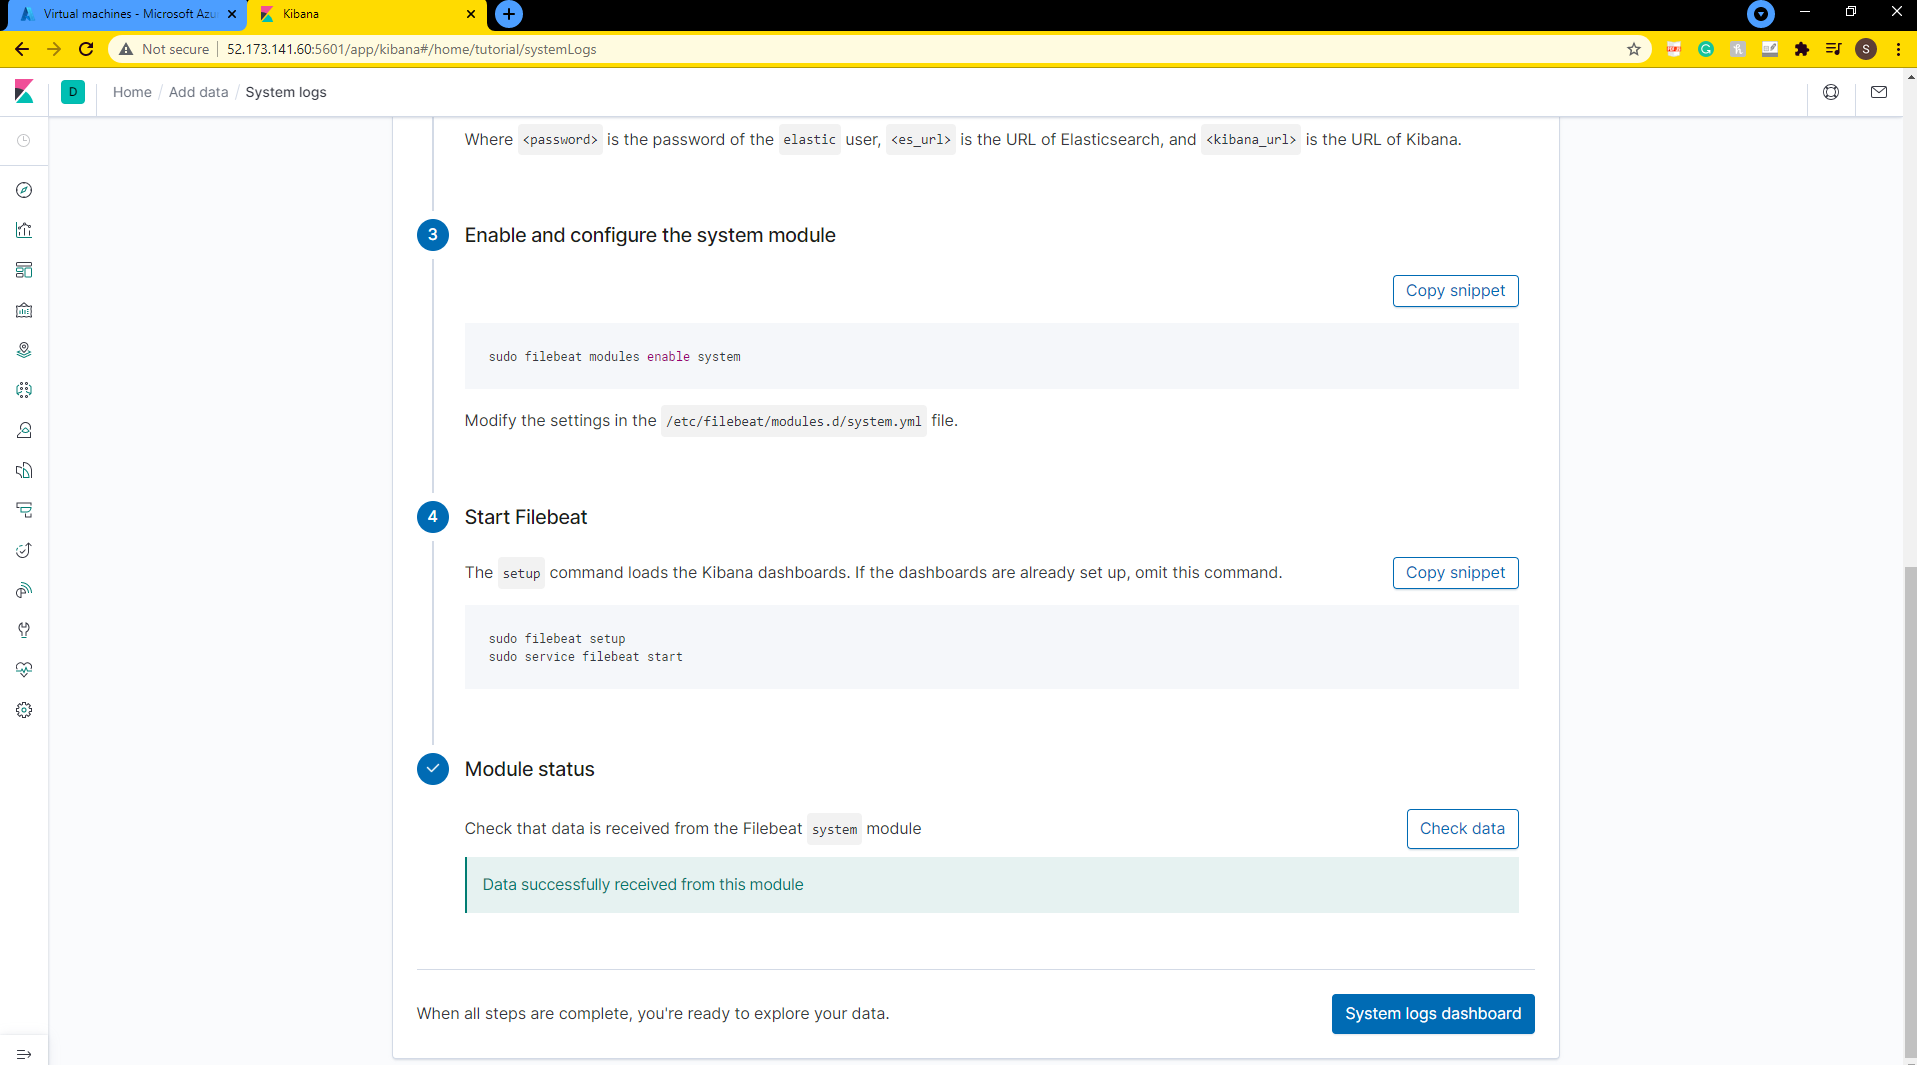 Virtual machines - Microsoft Azu
Kibana
Not secure
52.173.141.60:5601/app/kibana#/home/tutorial/systemLogs
S
D
Home / Add data / System logs
Where <password> is the password of the elastic user, <es_url> is the URL of Elasticsearch, and <kibana_url> is the URL of Kibana.
3
Enable and configure the system module
Copy snippet
sudo filebeat modules enable system
Modify the settings in the /etc/filebeat/modules.d/system.yml file.
4
Start Filebeat
The setup command loads the Kibana dashboards. If the dashboards are already set up, omit this command.
Copy snippet
sudo filebeat setup
sudo service filebeat start
Module status
Check that data is received from the Filebeat system module
Check data
Data successfully received from this module
When all steps are complete, you're ready to explore your data.
System logs dashboard